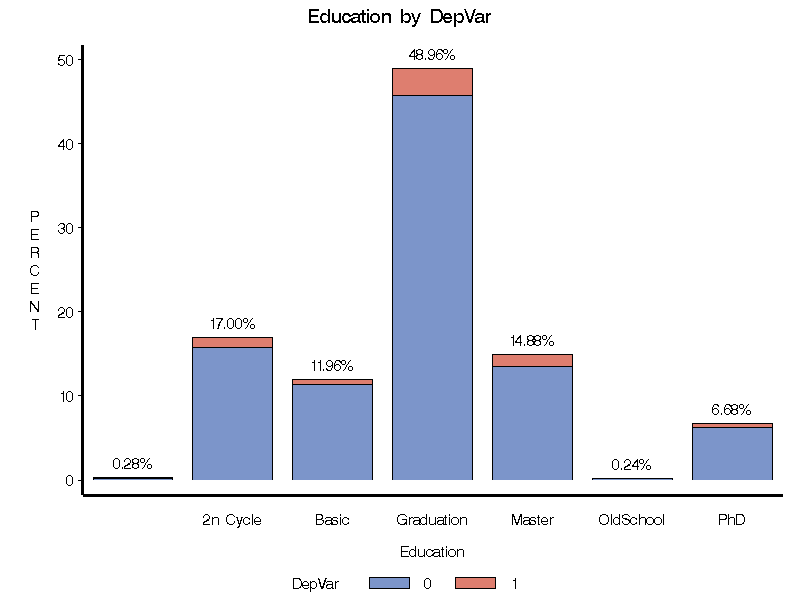 Education by DepVar
48.96%
50
40
PERCENT
30
20
17.00%
14.88%
11.96%
10
6.68%
0.28%
0.24%
0
2n Cycle Basic Graduation Master OldSchool PhD
Education
DepVar 0 1